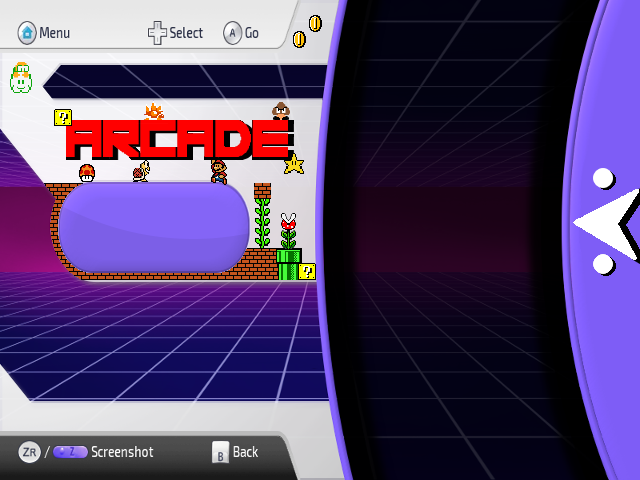 Menu
Select
A Go
?
ARCADE
?
ZR / Z Screenshot
B Back